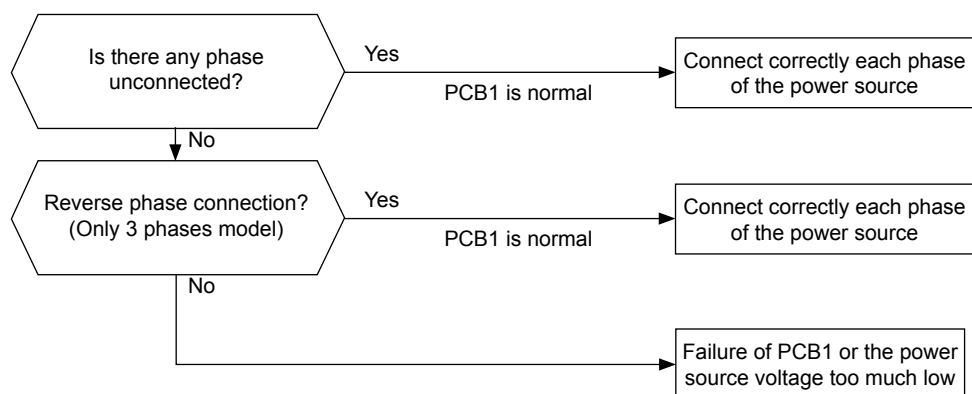 Is there any phase
unconnected?
Yes
PCB1 is normal
Connect correctly each phase
of the power source
No
Reverse phase connection?
(Only 3 phases model)
Yes
PCB1 is normal
Connect correctly each phase
of the power source
No
Failure of PCB1 or the power
source voltage too much low